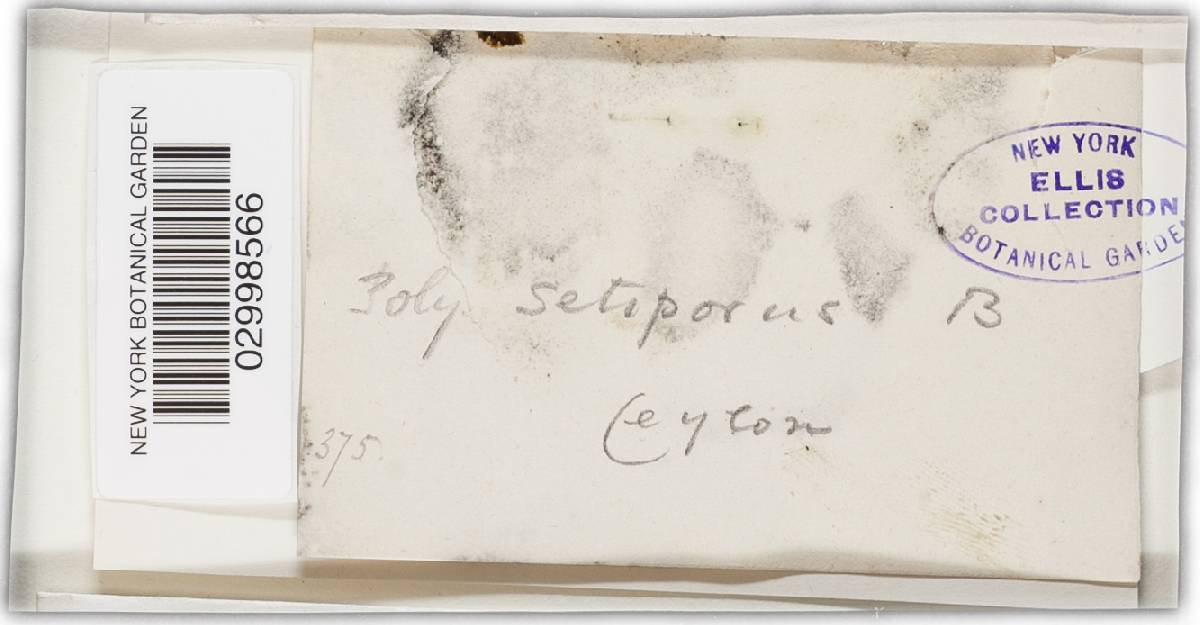 NEW YORK BOTANICAL GARDEN
02998566
NEW YORK
ELLIS
COLLECTION
BOTANICAL GARDEN
Poly setiporus B
Ceylon
375